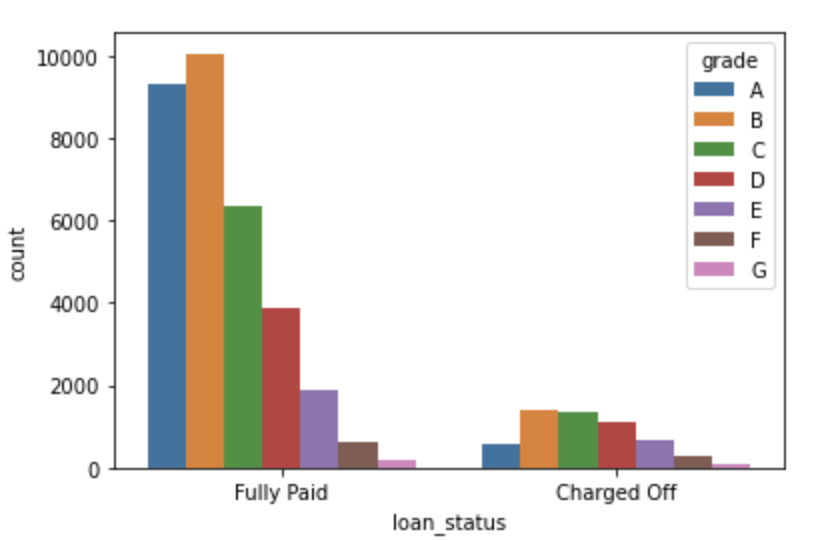 10000
8000
6000
4000
2000
0
count
Fully Paid
Charged Off
loan_status
grade
A
B
C
D
E
F
G